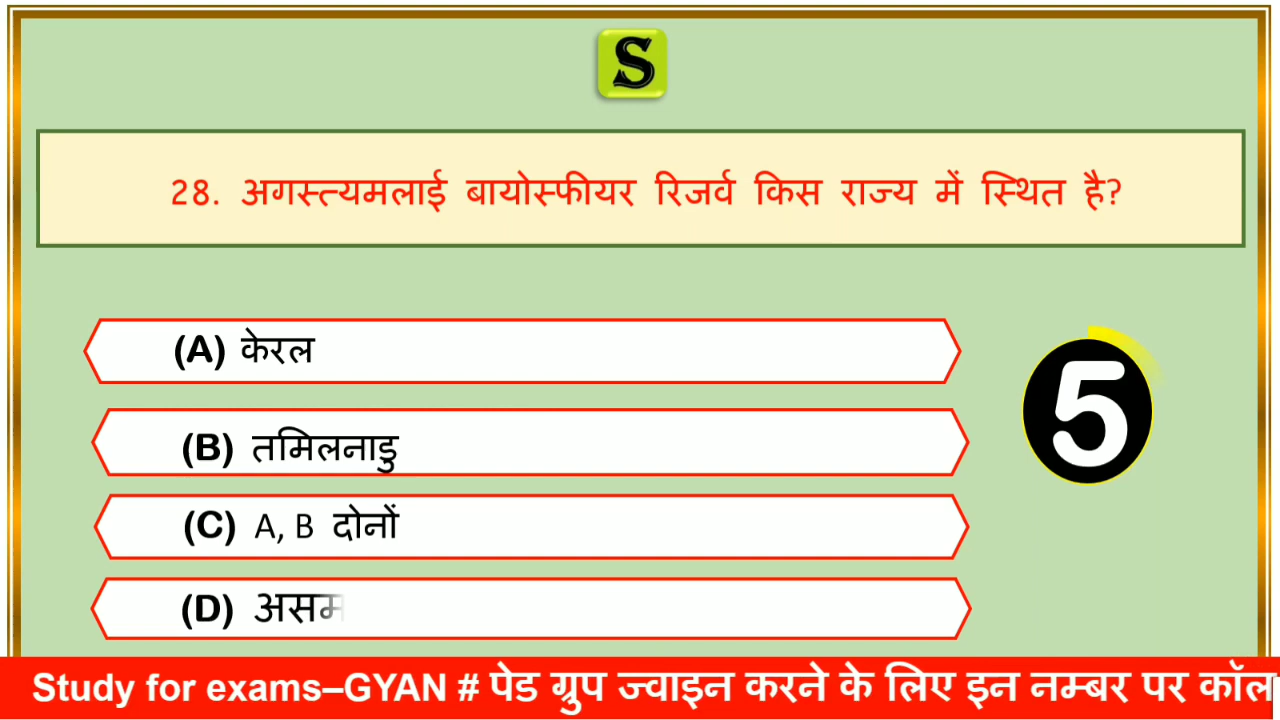 S
28. अगस्त्यमलाई बायोस्फीयर रिजर्व किस राज्य में स्थित है?
(A) केरल
(B) तमिलनाडु
5
(C) A, B दोनों
(D) असम
Study for exams–GYAN # पेड ग्रुप ज्वाइन करने के लिए इन नम्बर पर कॉल